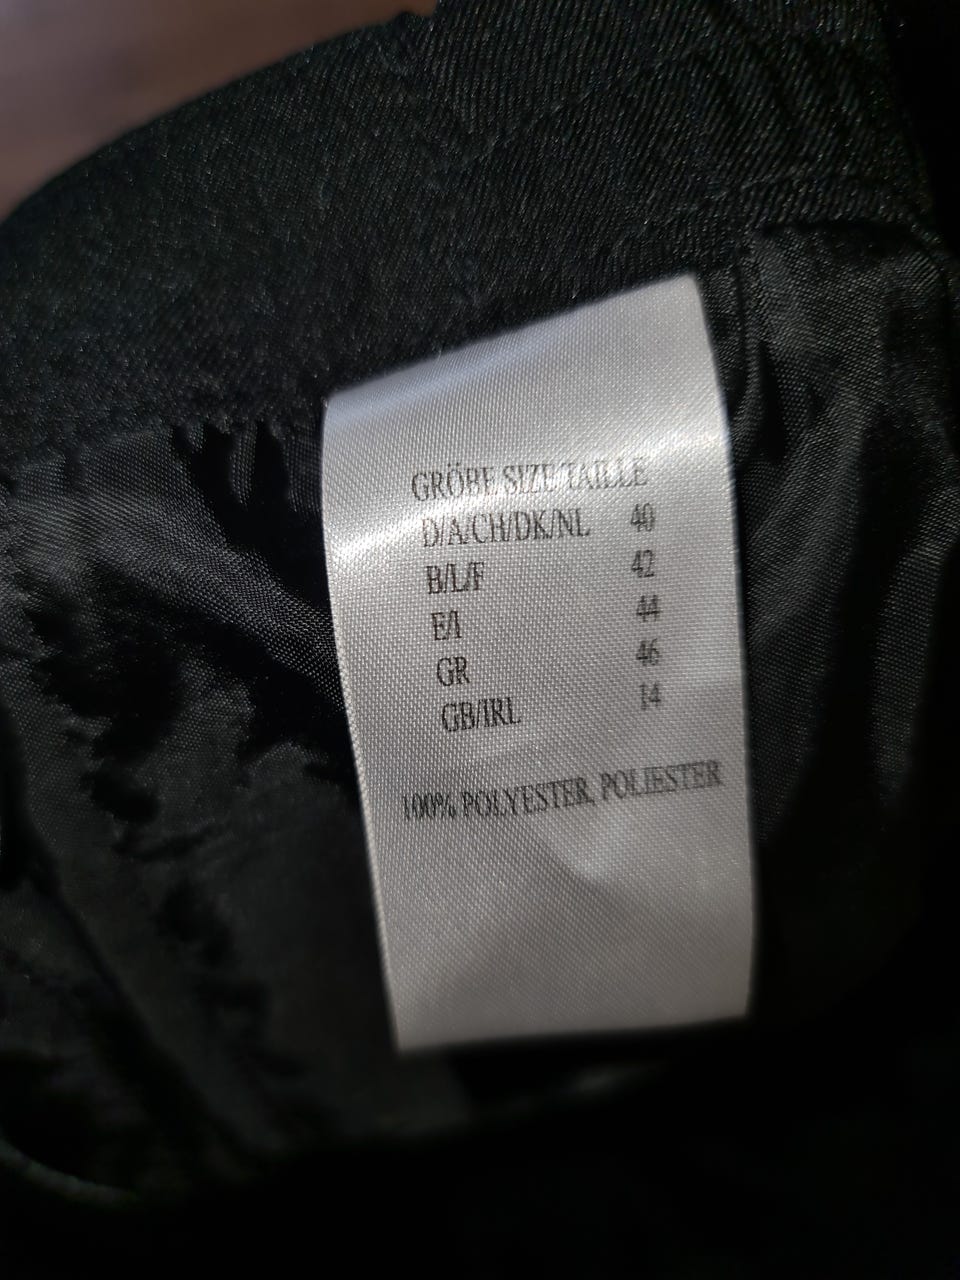 GRÖBE SIZE TAILLE
D/A/CH/DK/NL 40
B/L/F 42
E/I 44
GR 46
GB/IRL 14
100% POLYESTER, POLIESTER